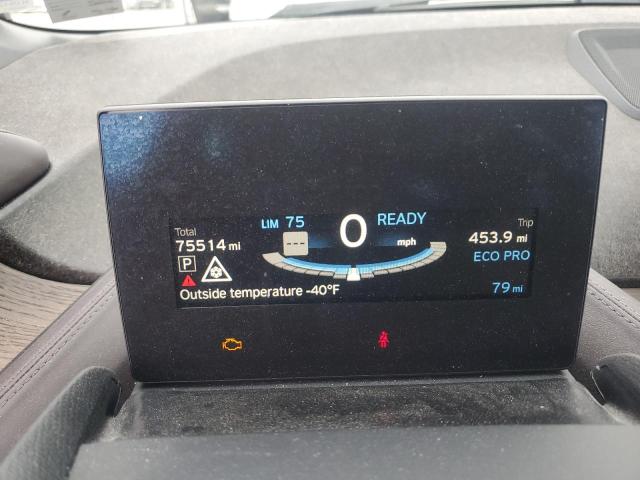 LIM 75
0
READY
mph
Total
75514 mi
---
Trip
453.9 mi
ECO PRO
P
Outside temperature -40°F
79 mi